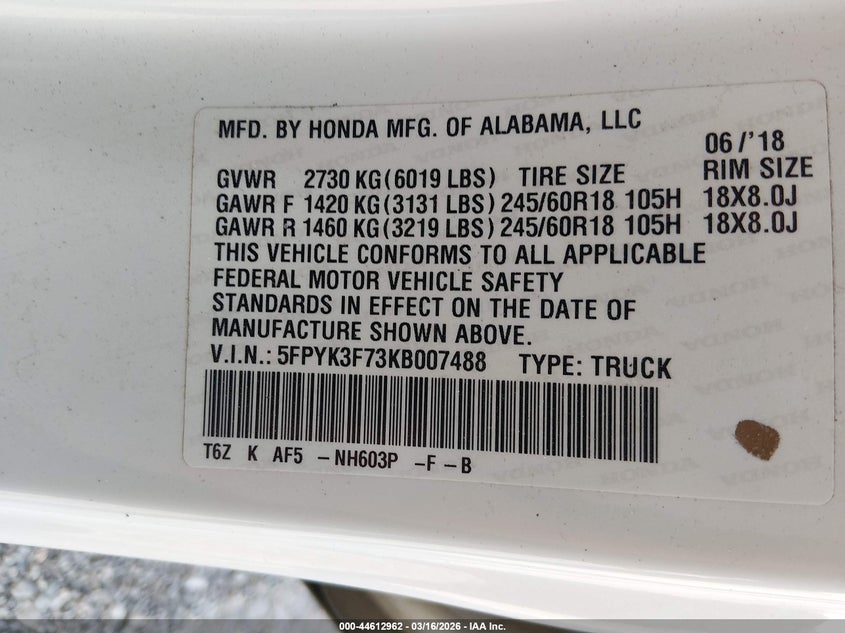 MFD. BY HONDA MFG. OF ALABAMA, LLC
06/'18
GVWR 2730 KG(6019 LBS) TIRE SIZE RIM SIZE
GAWR F 1420 KG(3131 LBS) 245/60R18 105H 18X8.0J
GAWR R 1460 KG(3219 LBS) 245/60R18 105H 18X8.0J
THIS VEHICLE CONFORMS TO ALL APPLICABLE
FEDERAL MOTOR VEHICLE SAFETY
STANDARDS IN EFFECT ON THE DATE OF
MANUFACTURE SHOWN ABOVE.
V.I.N.: 5FPYK3F73KB007488 TYPE: TRUCK
T6Z K AF5 -NH603P -F-B
000-44612962 - 03/16/2026 - IAA Inc.